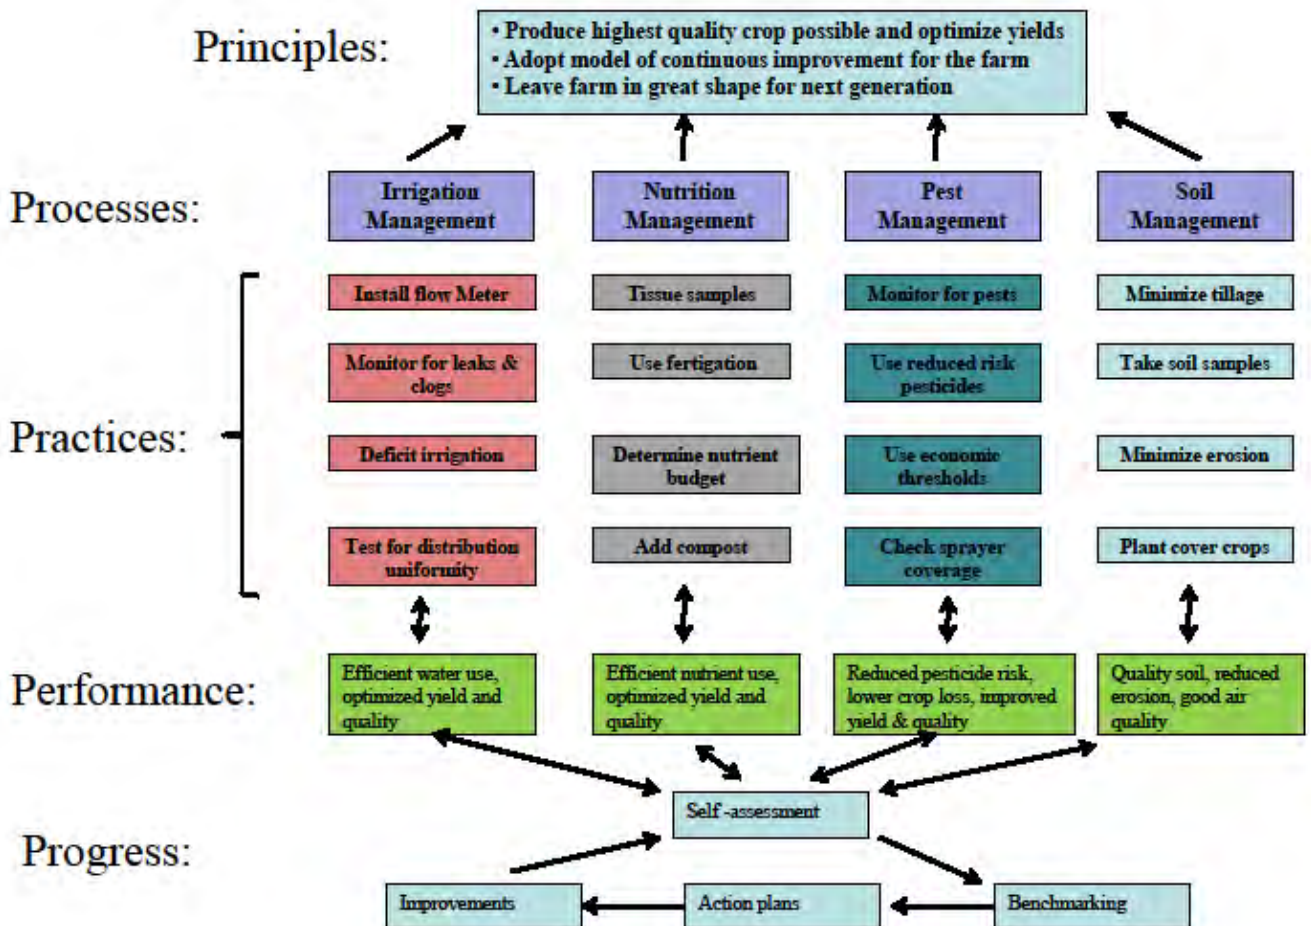 Principles:
• Produce highest quality crop possible and optimize yields
• Adopt model of continuous improvement for the farm
• Leave farm in great shape for next generation
Processes:
Irrigation
Management
Nutrition
Management
Pest
Management
Soil
Management
Practices:
Install flow Meter
Tissue samples
Monitor for pests
Minimize tillage
Monitor for leaks &
clogs
Use fertigation
Use reduced risk
pesticides
Take soil samples
Deficit irrigation
Determine nutrient
budget
Use economic
thresholds
Minimize erosion
Test for distribution
uniformity
Add compost
Check sprayer
coverage
Plant cover crops
Performance:
Efficient water use,
optimized yield and
quality
Efficient nutrient use,
optimized yield and
quality
Reduced pesticide risk,
lower crop loss, improved
yield & quality
Quality soil, reduced
erosion, good air
quality
Progress:
Self -assessment
Improvements
Action plans
Benchmarking